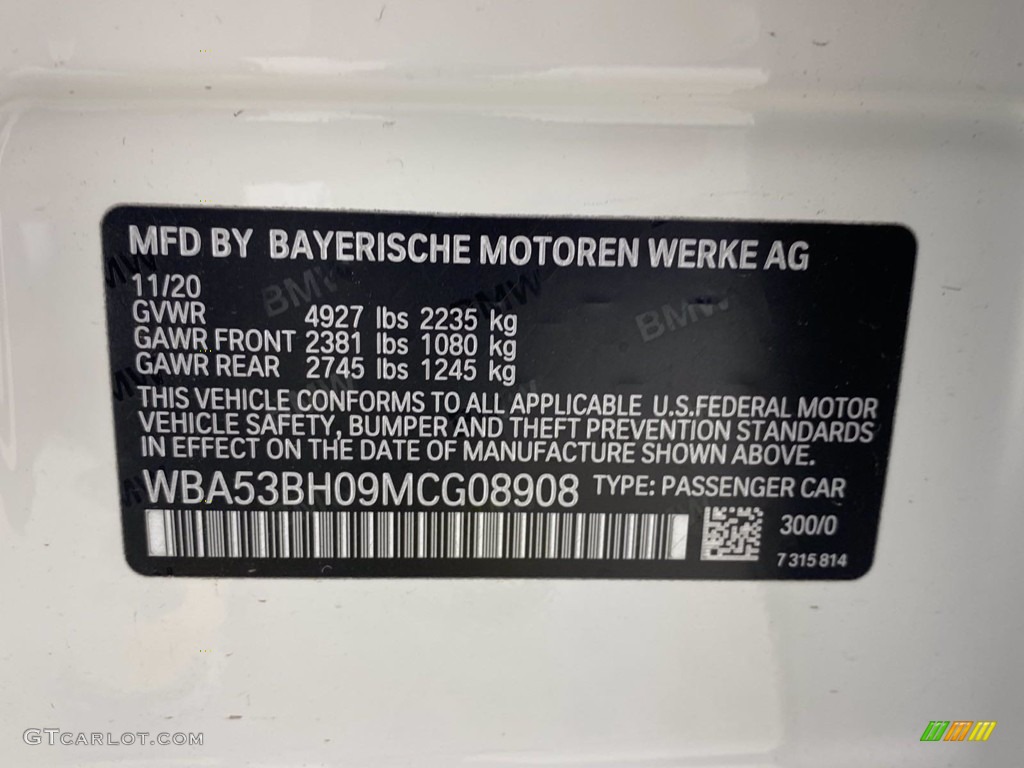 MFD BY BAYERISCHE MOTOREN WERKE AG
11/20
GVWR 4927 lbs 2235 kg
GAWR FRONT 2381 lbs 1080 kg
GAWR REAR 2745 lbs 1245 kg
THIS VEHICLE CONFORMS TO ALL APPLICABLE U.S.FEDERAL MOTOR
VEHICLE SAFETY, BUMPER AND THEFT PREVENTION STANDARDS
IN EFFECT ON THE DATE OF MANUFACTURE SHOWN ABOVE.
WBA53BH09MCG08908 TYPE: PASSENGER CAR
300/0
7 315 814
BMW
BMW
BMW
GTCARLOT.COM